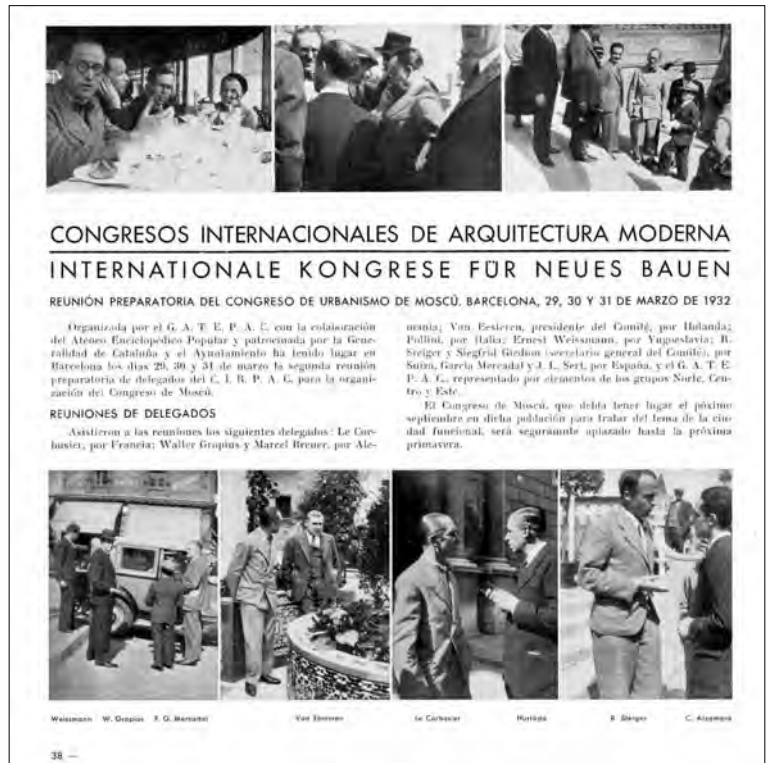 CONGRESOS INTERNACIONALES DE ARQUITECTURA MODERNA
INTERNATIONALE KONGRESE FÜR NEUES BAUEN
REUNIÓN PREPARATORIA DEL CONGRESO DE URBANISMO DE MOSCÚ. BARCELONA, 29, 30 Y 31 DE MARZO DE 1932
Organizada por el G. A. T. E. P. A. C. con la colaboración
del Ateneo Enciclopédico Popular y patrocinada por la Gene-
ralidad de Cataluña y el Ayuntamiento ha tenido lugar en
Barcelona los días 29, 30 y 31 de marzo la segunda reunión
preparatoria de delegados del C. I. R. P. A. C. para la organi-
zación del Congreso de Moscú.
REUNIONES DE DELEGADOS
Asistieron a las reuniones los siguientes delegados: Le Cor-
busier, por Francia; Walter Gropius y Marcel Breuer, por Ale-
mania; Van Eesteren, presidente del Comité, por Holanda;
Pollini, por Italia; Ernest Weissmann, por Yugoeslavia; R.
Steiger y Siegfrid Giedion (secretario general del Comité), por
Suiza, García Mercadal y J. L. Sert, por España, y el G. A. T. E.
P. A. C., representado por elementos de los grupos Norte, Cen-
tro y Este.
El Congreso de Moscú, que debía tener lugar el póximo
septiembre en dicha población para tratar del tema de la ciu-
dad funcional, será seguramente aplazado hasta la próxima
primavera.
Weissmann W. Gropius F. G. Mercadal Van Eesteren Le Corbusier R. Steiger C. Alzamora
38 —